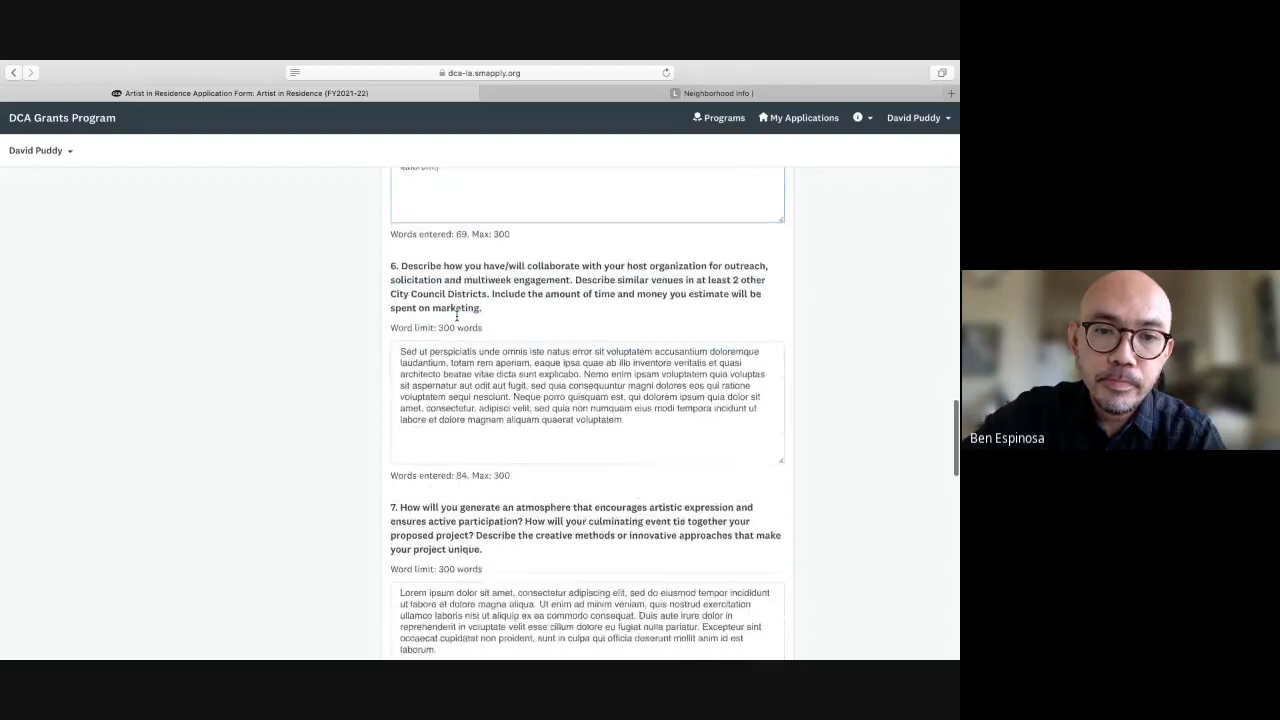 dca-la.smapply.org
Artist in Residence Application Form: Artist in Residence (FY2021-22)
L Neighborhood Info |
DCA Grants Program
Programs
My Applications
David Puddy
David Puddy
Words entered: 69. Max: 300
6. Describe how you have/will collaborate with your host organization for outreach,
solicitation and multiweek engagement. Describe similar venues in at least 2 other
City Council Districts. Include the amount of time and money you estimate will be
spent on marketing.
Word limit: 300 words
Sed ut perspiciatis unde omnis iste natus error sit voluptatem accusantium doloremque
laudantium, totam rem aperiam, eaque ipsa quae ab illo inventore veritatis et quasi
architecto beatae vitae dicta sunt explicabo. Nemo enim ipsam voluptatem quia voluptas
sit aspernatur aut odit aut fugit, sed quia consequuntur magni dolores eos qui ratione
voluptatem sequi nesciunt. Neque porro quisquam est, qui dolorem ipsum quia dolor sit
amet, consectetur, adipisci velit, sed quia non numquam eius modi tempora incidunt ut
labore et dolore magnam aliquam quaerat voluptatem
Words entered: 84. Max: 300
7. How will you generate an atmosphere that encourages artistic expression and
ensures active participation? How will your culminating event tie together your
proposed project? Describe the creative methods or innovative approaches that make
your project unique.
Word limit: 300 words
Lorem ipsum dolor sit amet, consectetur adipiscing elit, sed do eiusmod tempor incididunt
ut labore et dolore magna aliqua. Ut enim ad minim veniam, quis nostrud exercitation
ullamco laboris nisi ut aliquip ex ea commodo consequat. Duis aute irure dolor in
reprehenderit in voluptate velit esse cillum dolore eu fugiat nulla pariatur. Excepteur sint
occaecat cupidatat non proident, sunt in culpa qui officia deserunt mollit anim id est
laborum.
Ben Espinosa